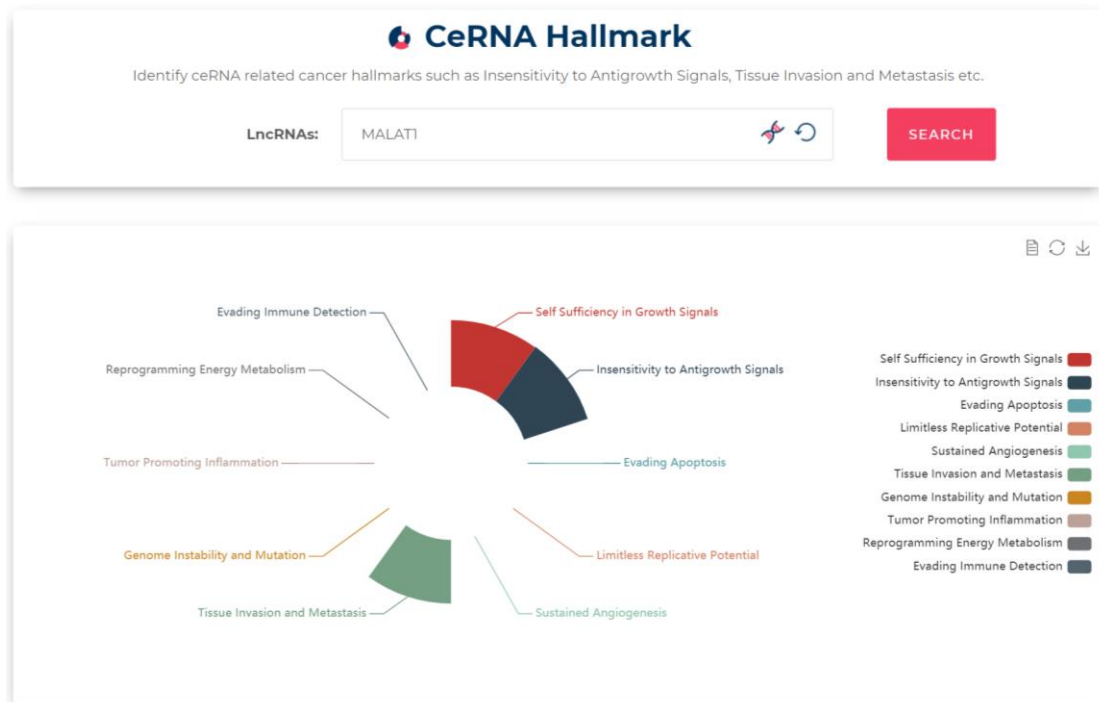 CeRNA Hallmark
Identify ceRNA related cancer hallmarks such as Insensitivity to Antigrowth Signals, Tissue Invasion and Metastasis etc.
LncRNAs:
MALAT1
SEARCH
Evading Immune Detection
Self Sufficiency in Growth Signals
Reprogramming Energy Metabolism
Insensitivity to Antigrowth Signals
Tumor Promoting Inflammation
Evading Apoptosis
Genome Instability and Mutation
Limitless Replicative Potential
Tissue Invasion and Metastasis
Sustained Angiogenesis
Self Sufficiency in Growth Signals
Insensitivity to Antigrowth Signals
Evading Apoptosis
Limitless Replicative Potential
Sustained Angiogenesis
Tissue Invasion and Metastasis
Genome Instability and Mutation
Tumor Promoting Inflammation
Reprogramming Energy Metabolism
Evading Immune Detection